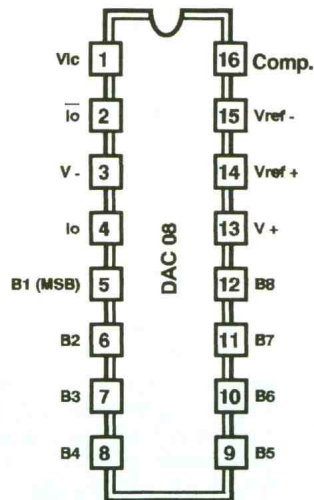 Vlc 1 16 Comp.
Io 2 15 Vref -
V - 3 14 Vref +
Io 4 13 V +
DAC 08
B1 (MSB) 5 12 B8
B2 6 11 B7
B3 7 10 B6
B4 8 9 B5